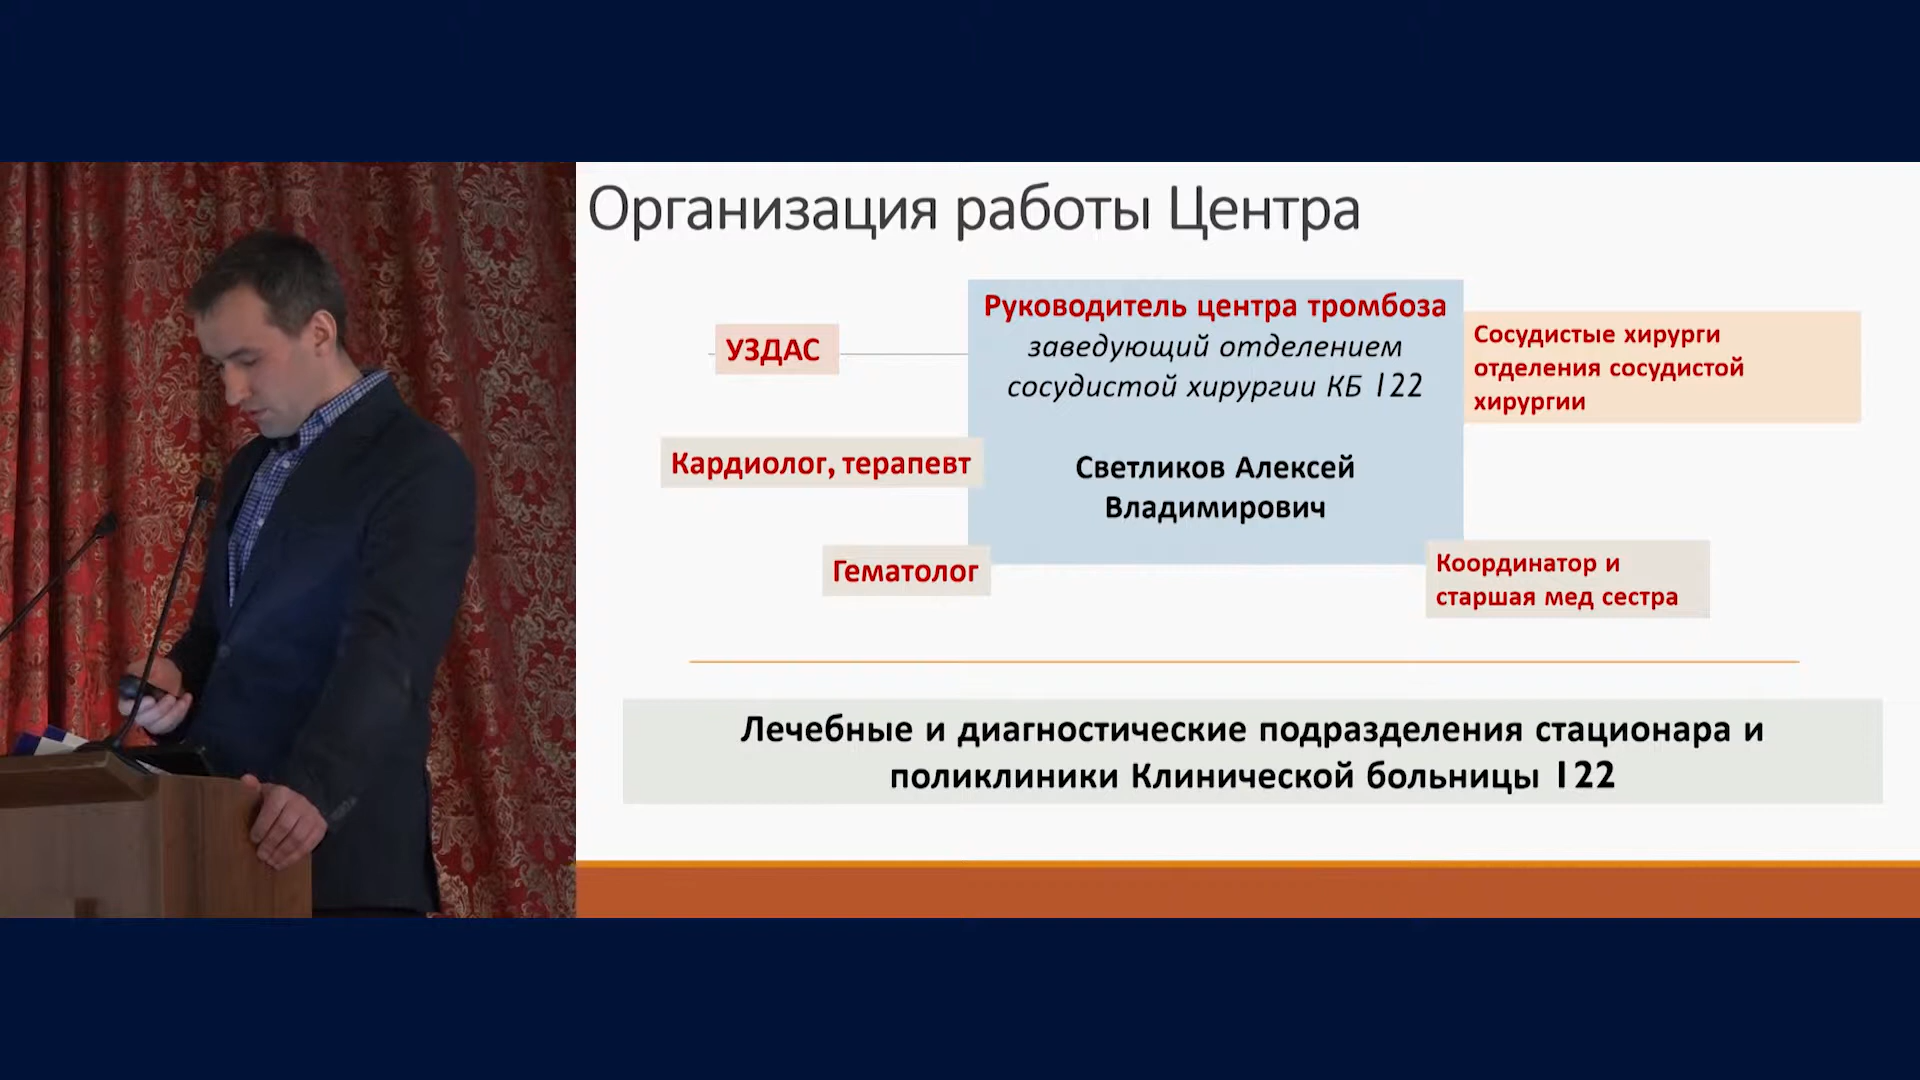 Организация работы Центра
УЗДАС
Руководитель центра тромбоза
заведующий отделением
сосудистой хирургии КБ 122
Светликов Алексей
Владимирович
Сосудистые хирурги
отделения сосудистой
хирургии
Кардиолог, терапевт
Гематолог
Координатор и
старшая мед сестра
Лечебные и диагностические подразделения стационара и
поликлиники Клинической больницы 122